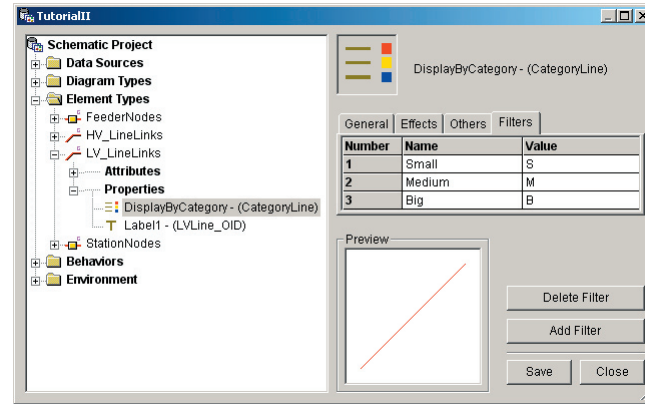 TutorialII
Schematic Project
Data Sources
Diagram Types
Element Types
FeederNodes
HV_LineLinks
LV_LineLinks
Attributes
Properties
DisplayByCategory - (CategoryLine)
Label1 - (LVLine_OID)
StationNodes
Behaviors
Environment
DisplayByCategory - (CategoryLine)
General Effects Others Filters
Number Name Value
1 Small S
2 Medium M
3 Big B
Preview
Delete Filter
Add Filter
Save Close